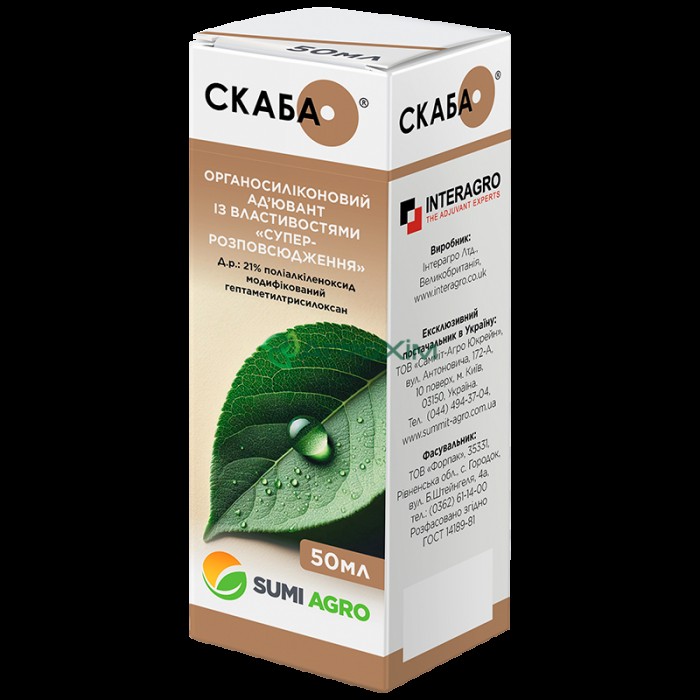 50МЛ
СКАБА®
ОРГАНОСИЛІКОНОВИЙ
АД'ЮВАНТ
ІЗ ВЛАСТИВОСТЯМИ
«СУПЕР-
РОЗПОВСЮДЖЕННЯ»
Д.р.: 21% поліалкіленоксид
модифікований
гептаметилтрисилоксан
50МЛ
SUMI AGRO
СКАБА®
INTERAGRO
THE ADJUVANT EXPERTS
Виробник:
Інтерагро Лтд.,
Великобританія,
www.interagro.co.uk
Ексклюзивний
постачальник в Україну:
ТОВ «Самміт-Агро Юкрейн»,
вул. Антоновича, 172-А,
10 поверх, м. Київ,
03150, Україна.
Тел. (044) 494-37-04,
www.summit-agro.com.ua
Фасувальник:
ТОВ «Форпак», 35331,
Рівненська обл., с. Городок,
вул. Б.Штейнгеля, 4а,
тел.: (0362) 61-14-00
Розфасовано згідно
ГОСТ 14189-81